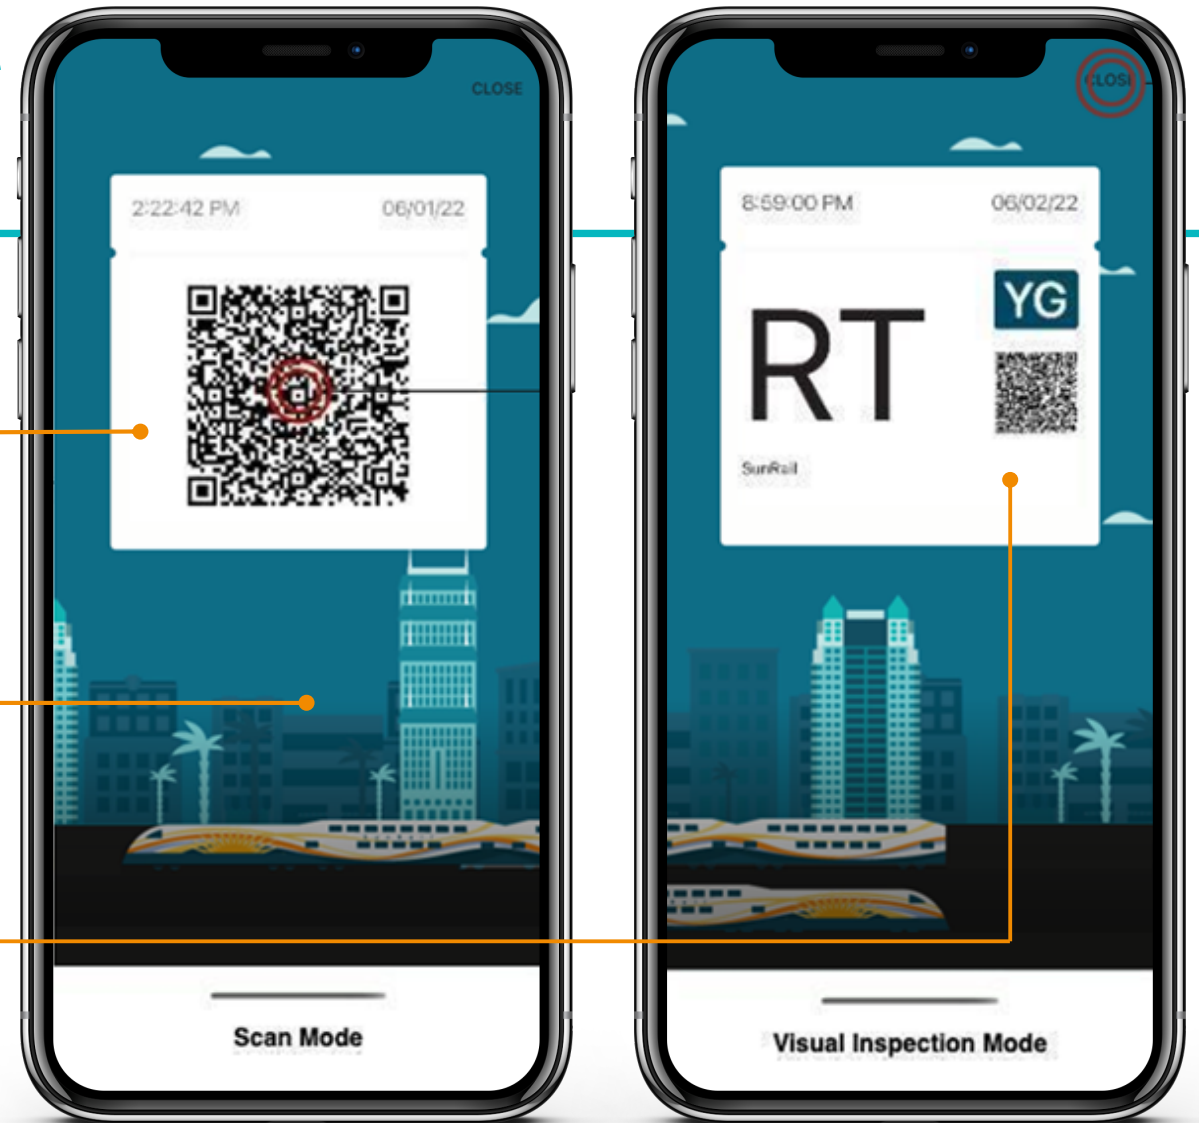 CLOSE
2:22:42 PM 06/01/22
Scan Mode
CLOSE
8:59:00 PM 06/02/22
RT
YG
SunRail
Visual Inspection Mode